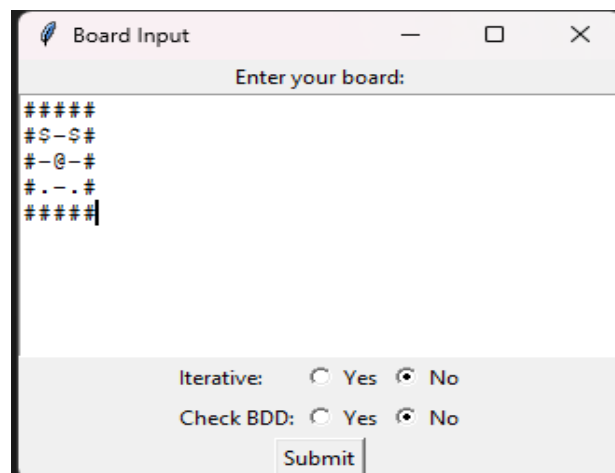 Board Input
Enter your board:
#####
#$-$#
#-@-#
#.-.#
#####
Iterative: Yes No
Check BDD: Yes No
Submit